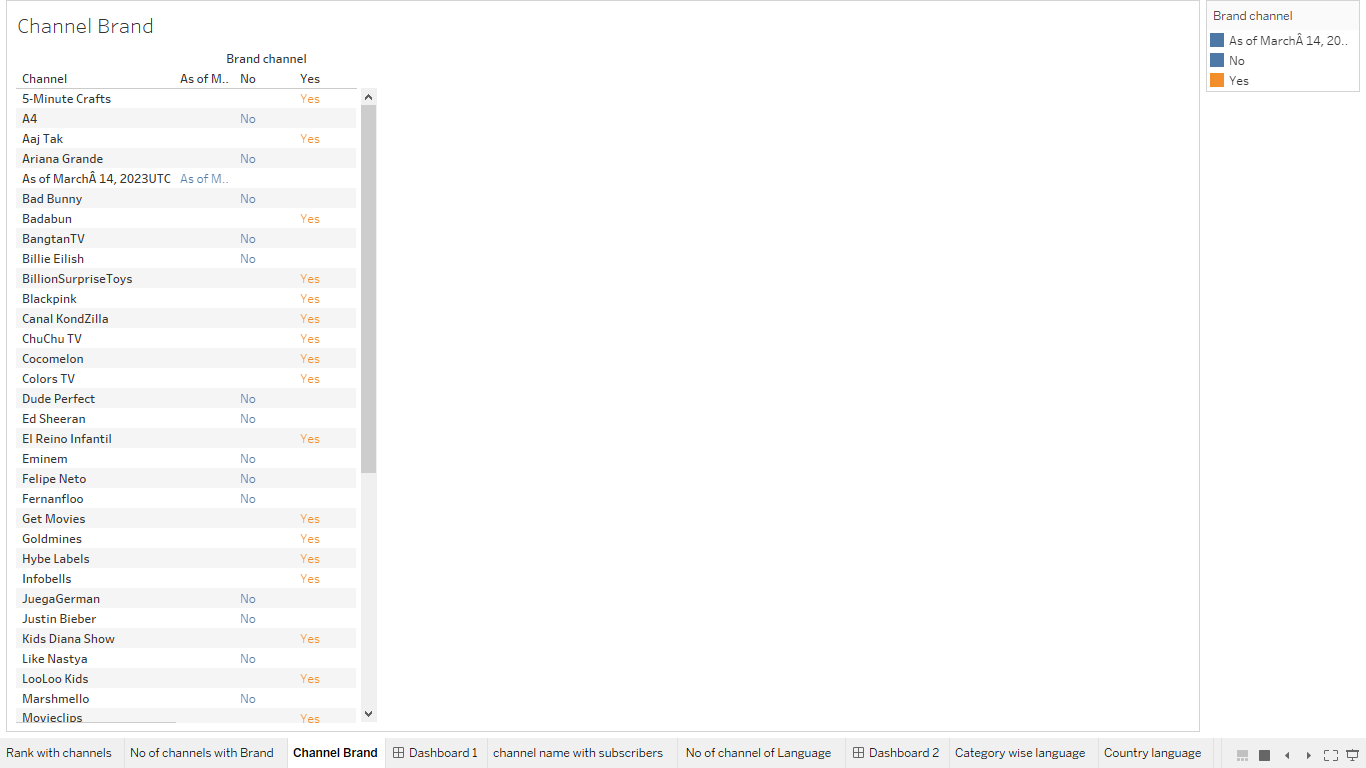 Channel Brand
Brand channel
Channel As of M.. No Yes
5-Minute Crafts Yes
A4 No
Aaj Tak Yes
Ariana Grande No
As of MarchÂ 14, 2023UTC As of M..
Bad Bunny No
Badabun Yes
BangtanTV No
Billie Eilish No
BillionSurpriseToys Yes
Blackpink Yes
Canal KondZilla Yes
ChuChu TV Yes
Cocomelon Yes
Colors TV Yes
Dude Perfect No
Ed Sheeran No
El Reino Infantil Yes
Eminem No
Felipe Neto No
Fernanfloo No
Get Movies Yes
Goldmines Yes
Hybe Labels Yes
Infobells Yes
JuegaGerman No
Justin Bieber No
Kids Diana Show Yes
Like Nastya No
LooLoo Kids Yes
Marshmello No
Movieclips Yes
Brand channel
As of MarchÂ 14, 20..
No
Yes
Rank with channels No of channels with Brand Channel Brand Dashboard 1 channel name with subscribers No of channel of Language Dashboard 2 Category wise language Country language